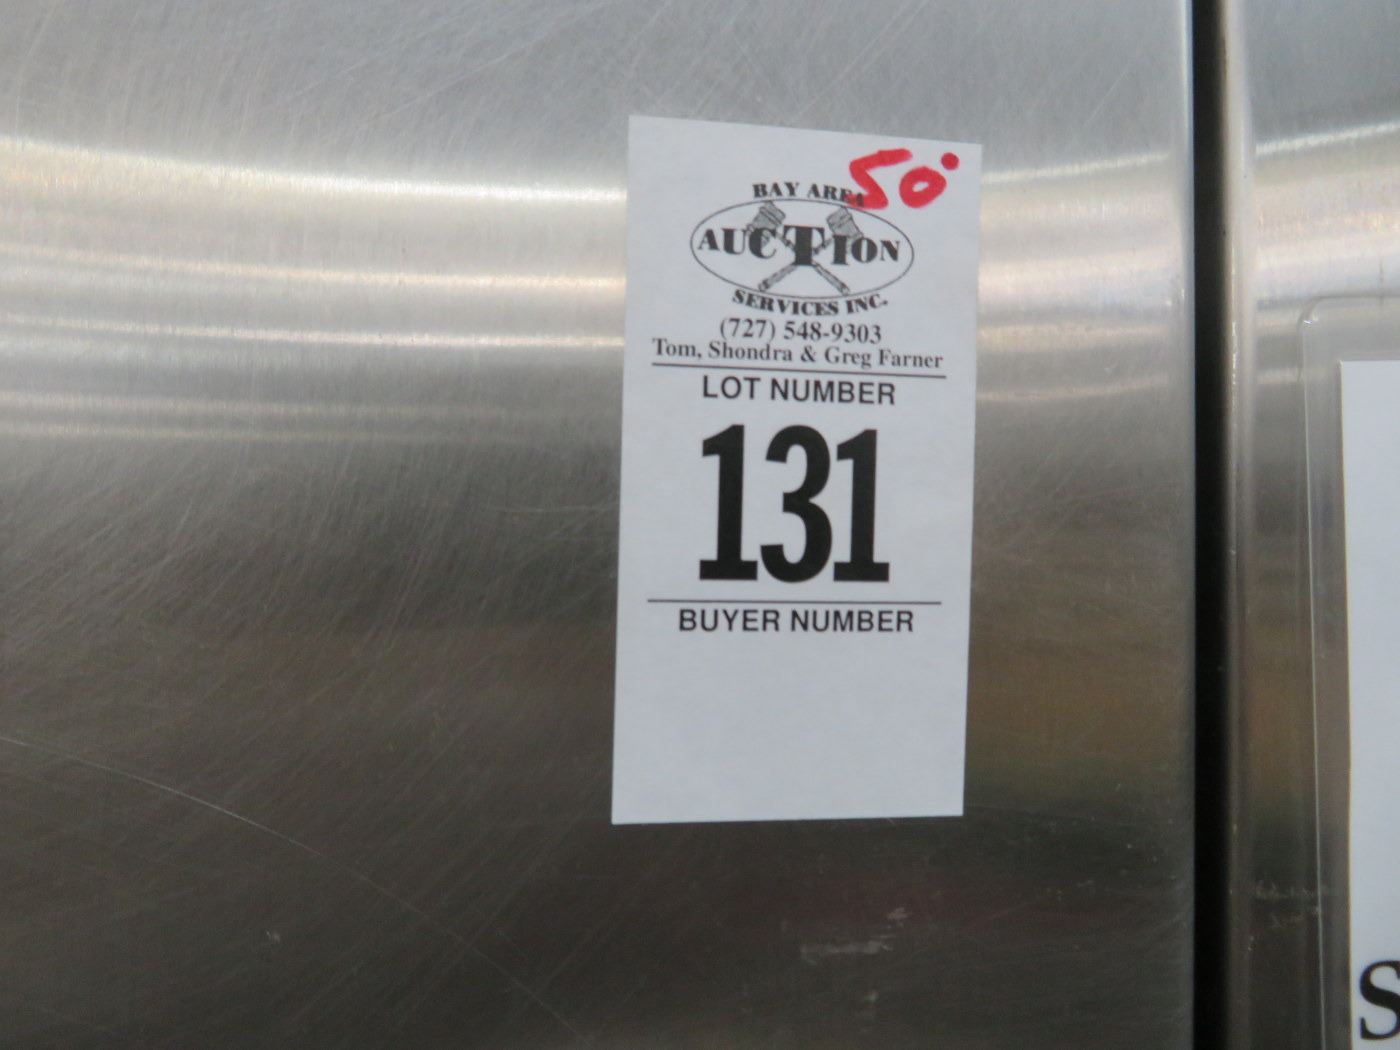 50°
BAY AREA
AUCTION
SERVICES INC.
(727) 548-9303
Tom, Shondra & Greg Farner
LOT NUMBER
131
BUYER NUMBER
S